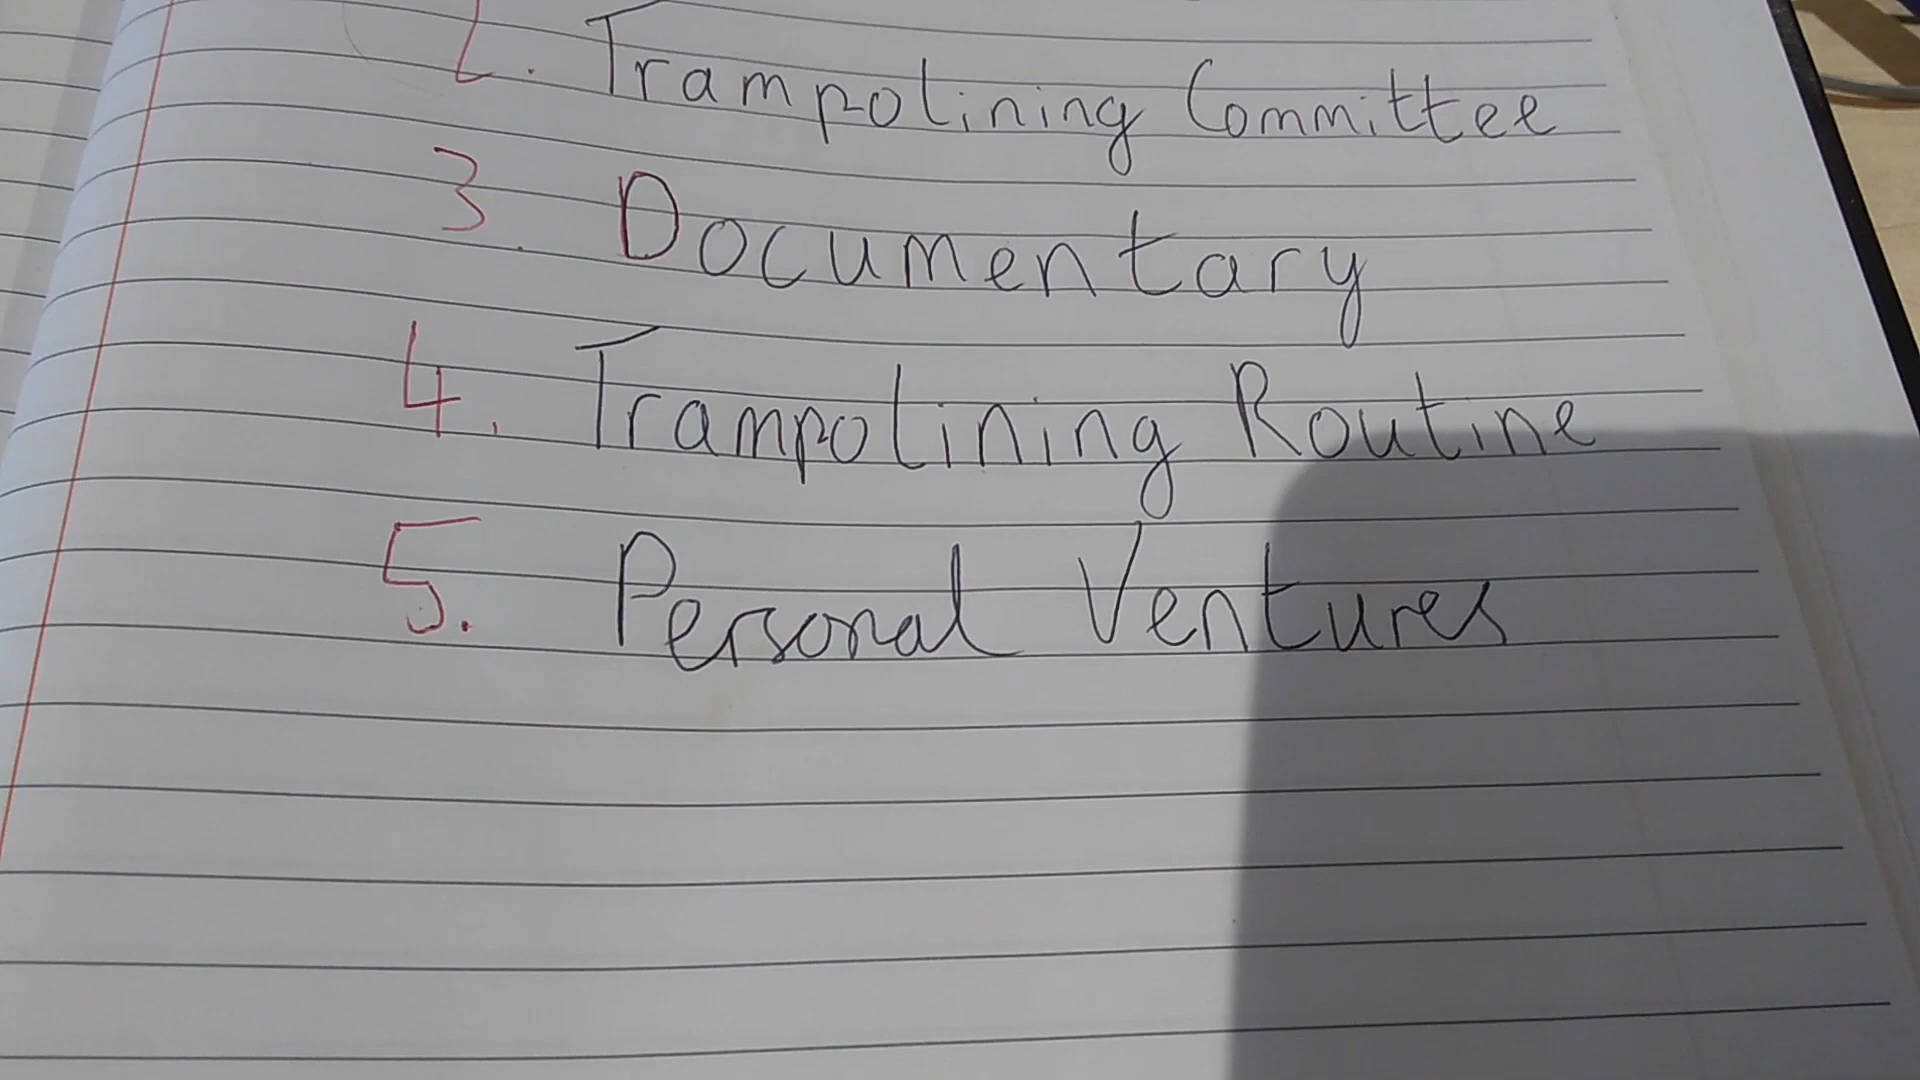 2. Trampolining Committee
3. Documentary
4. Trampolining Routine
5. Personal Ventures